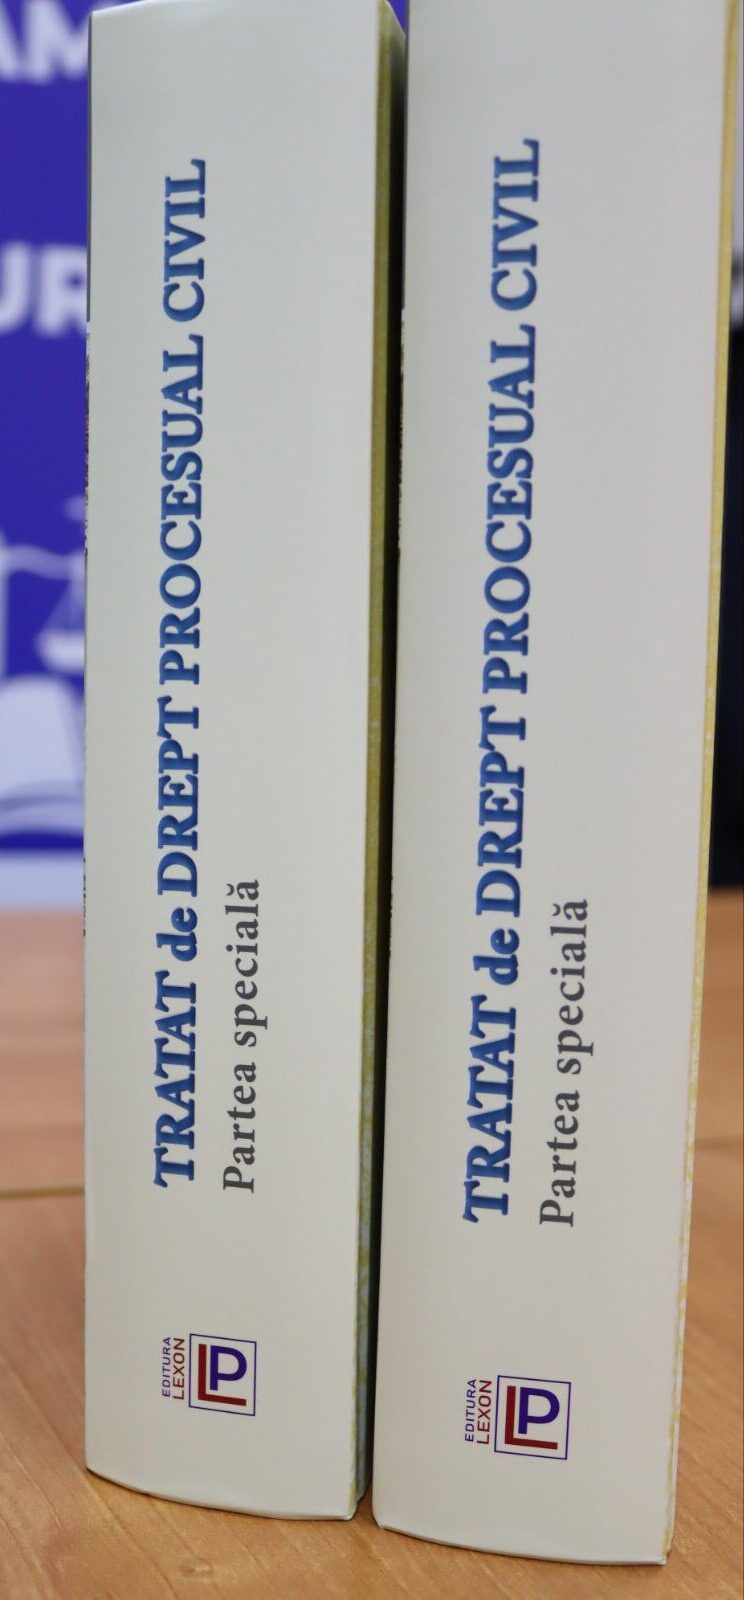 TRATAT de DREPT PROCESUAL CIVIL
Partea specială
EDITURA
LEXON
LP
TRATAT de DREPT PROCESUAL CIVIL
Partea specială
EDITURA
LEXON
LP